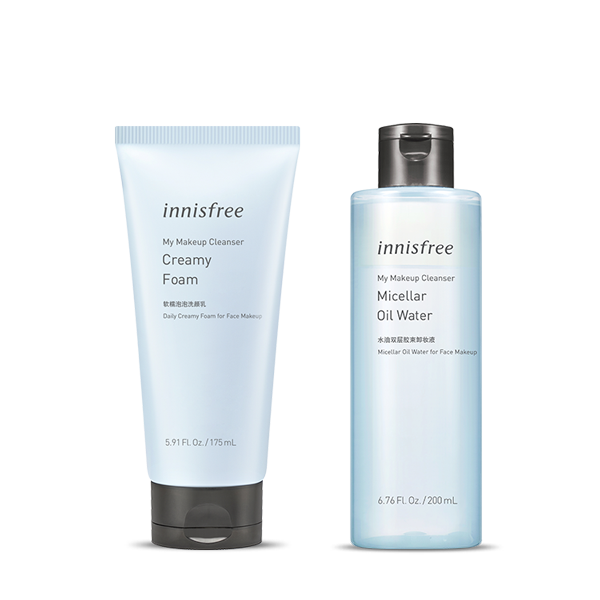 innisfree
My Makeup Cleanser
Creamy
Foam
软糯泡泡洗颜乳
Daily Creamy Foam for Face Makeup
5.91 Fl. Oz. / 175 mL
innisfree
My Makeup Cleanser
Micellar
Oil Water
水油双层胶束卸妆液
Micellar Oil Water for Face Makeup
6.76 Fl. Oz. / 200 mL